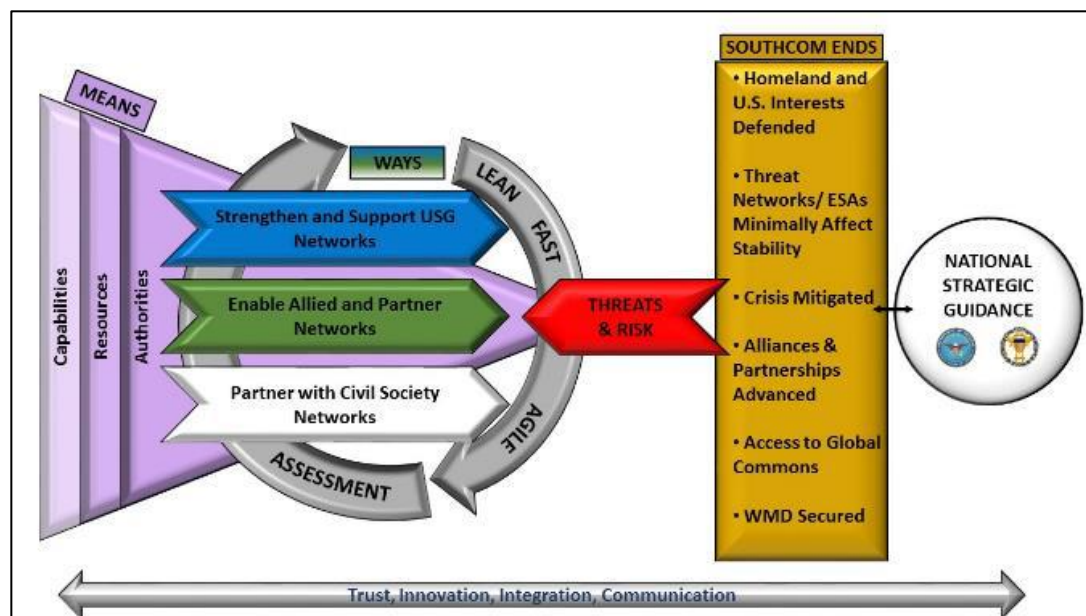 MEANS
Capabilities
Resources
Authorities
WAYS
Strengthen and Support USG
Networks
Enable Allied and Partner
Networks
Partner with Civil Society
Networks
LEAN FAST
AGILE
ASSESSMENT
THREATS
& RISK
SOUTHCOM ENDS
• Homeland and
U.S. Interests
Defended
• Threat
Networks/ ESAs
Minimally Affect
Stability
• Crisis Mitigated
• Alliances &
Partnerships
Advanced
• Access to Global
Commons
• WMD Secured
NATIONAL
STRATEGIC
GUIDANCE
Trust, Innovation, Integration, Communication